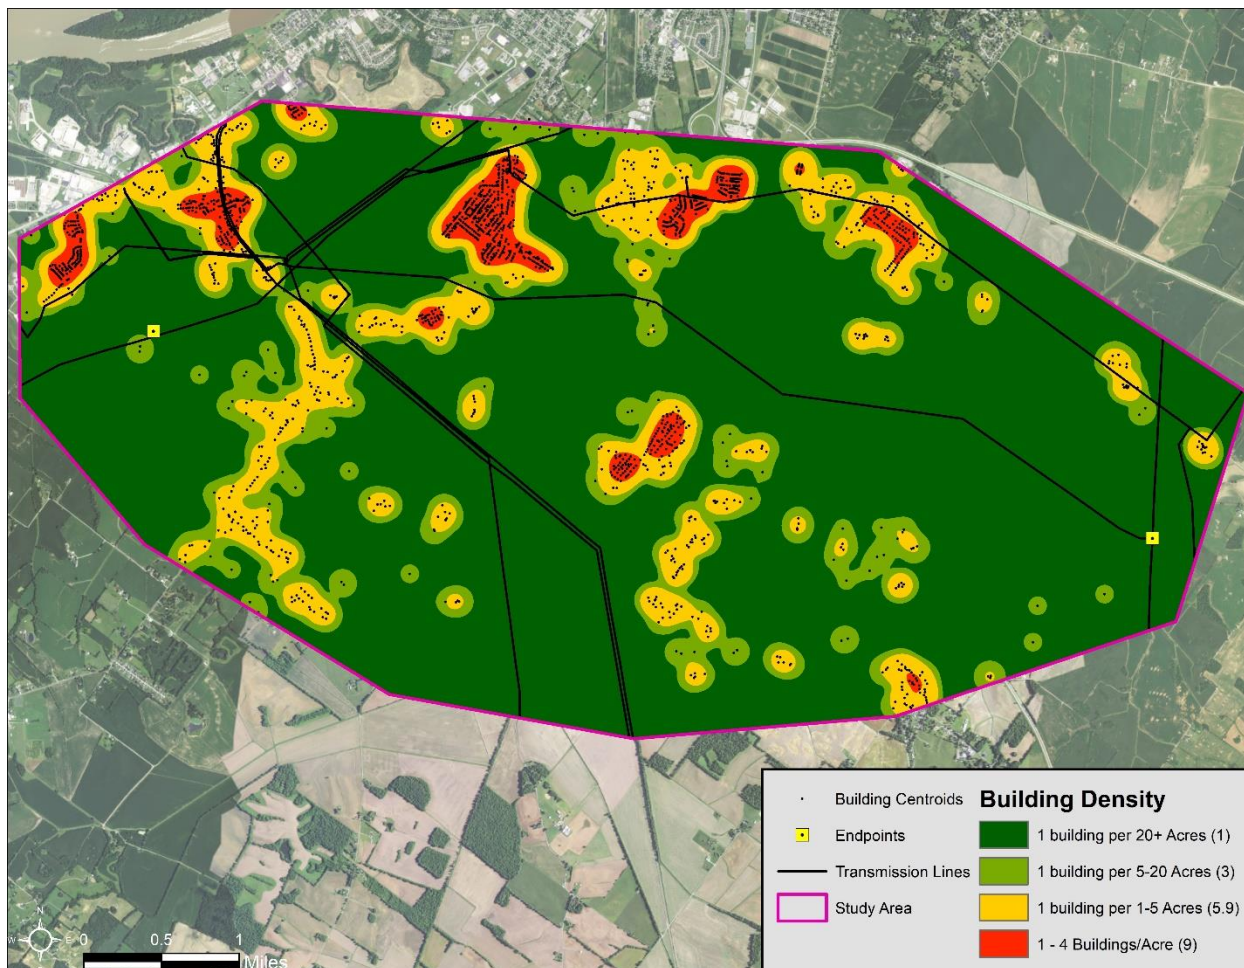 Building Centroids
Endpoints
Transmission Lines
Study Area
Building Density
1 building per 20+ Acres (1)
1 building per 5-20 Acres (3)
1 building per 1-5 Acres (5.9)
1 - 4 Buildings/Acre (9)
N
W E
S
0 0.5 1
Miles